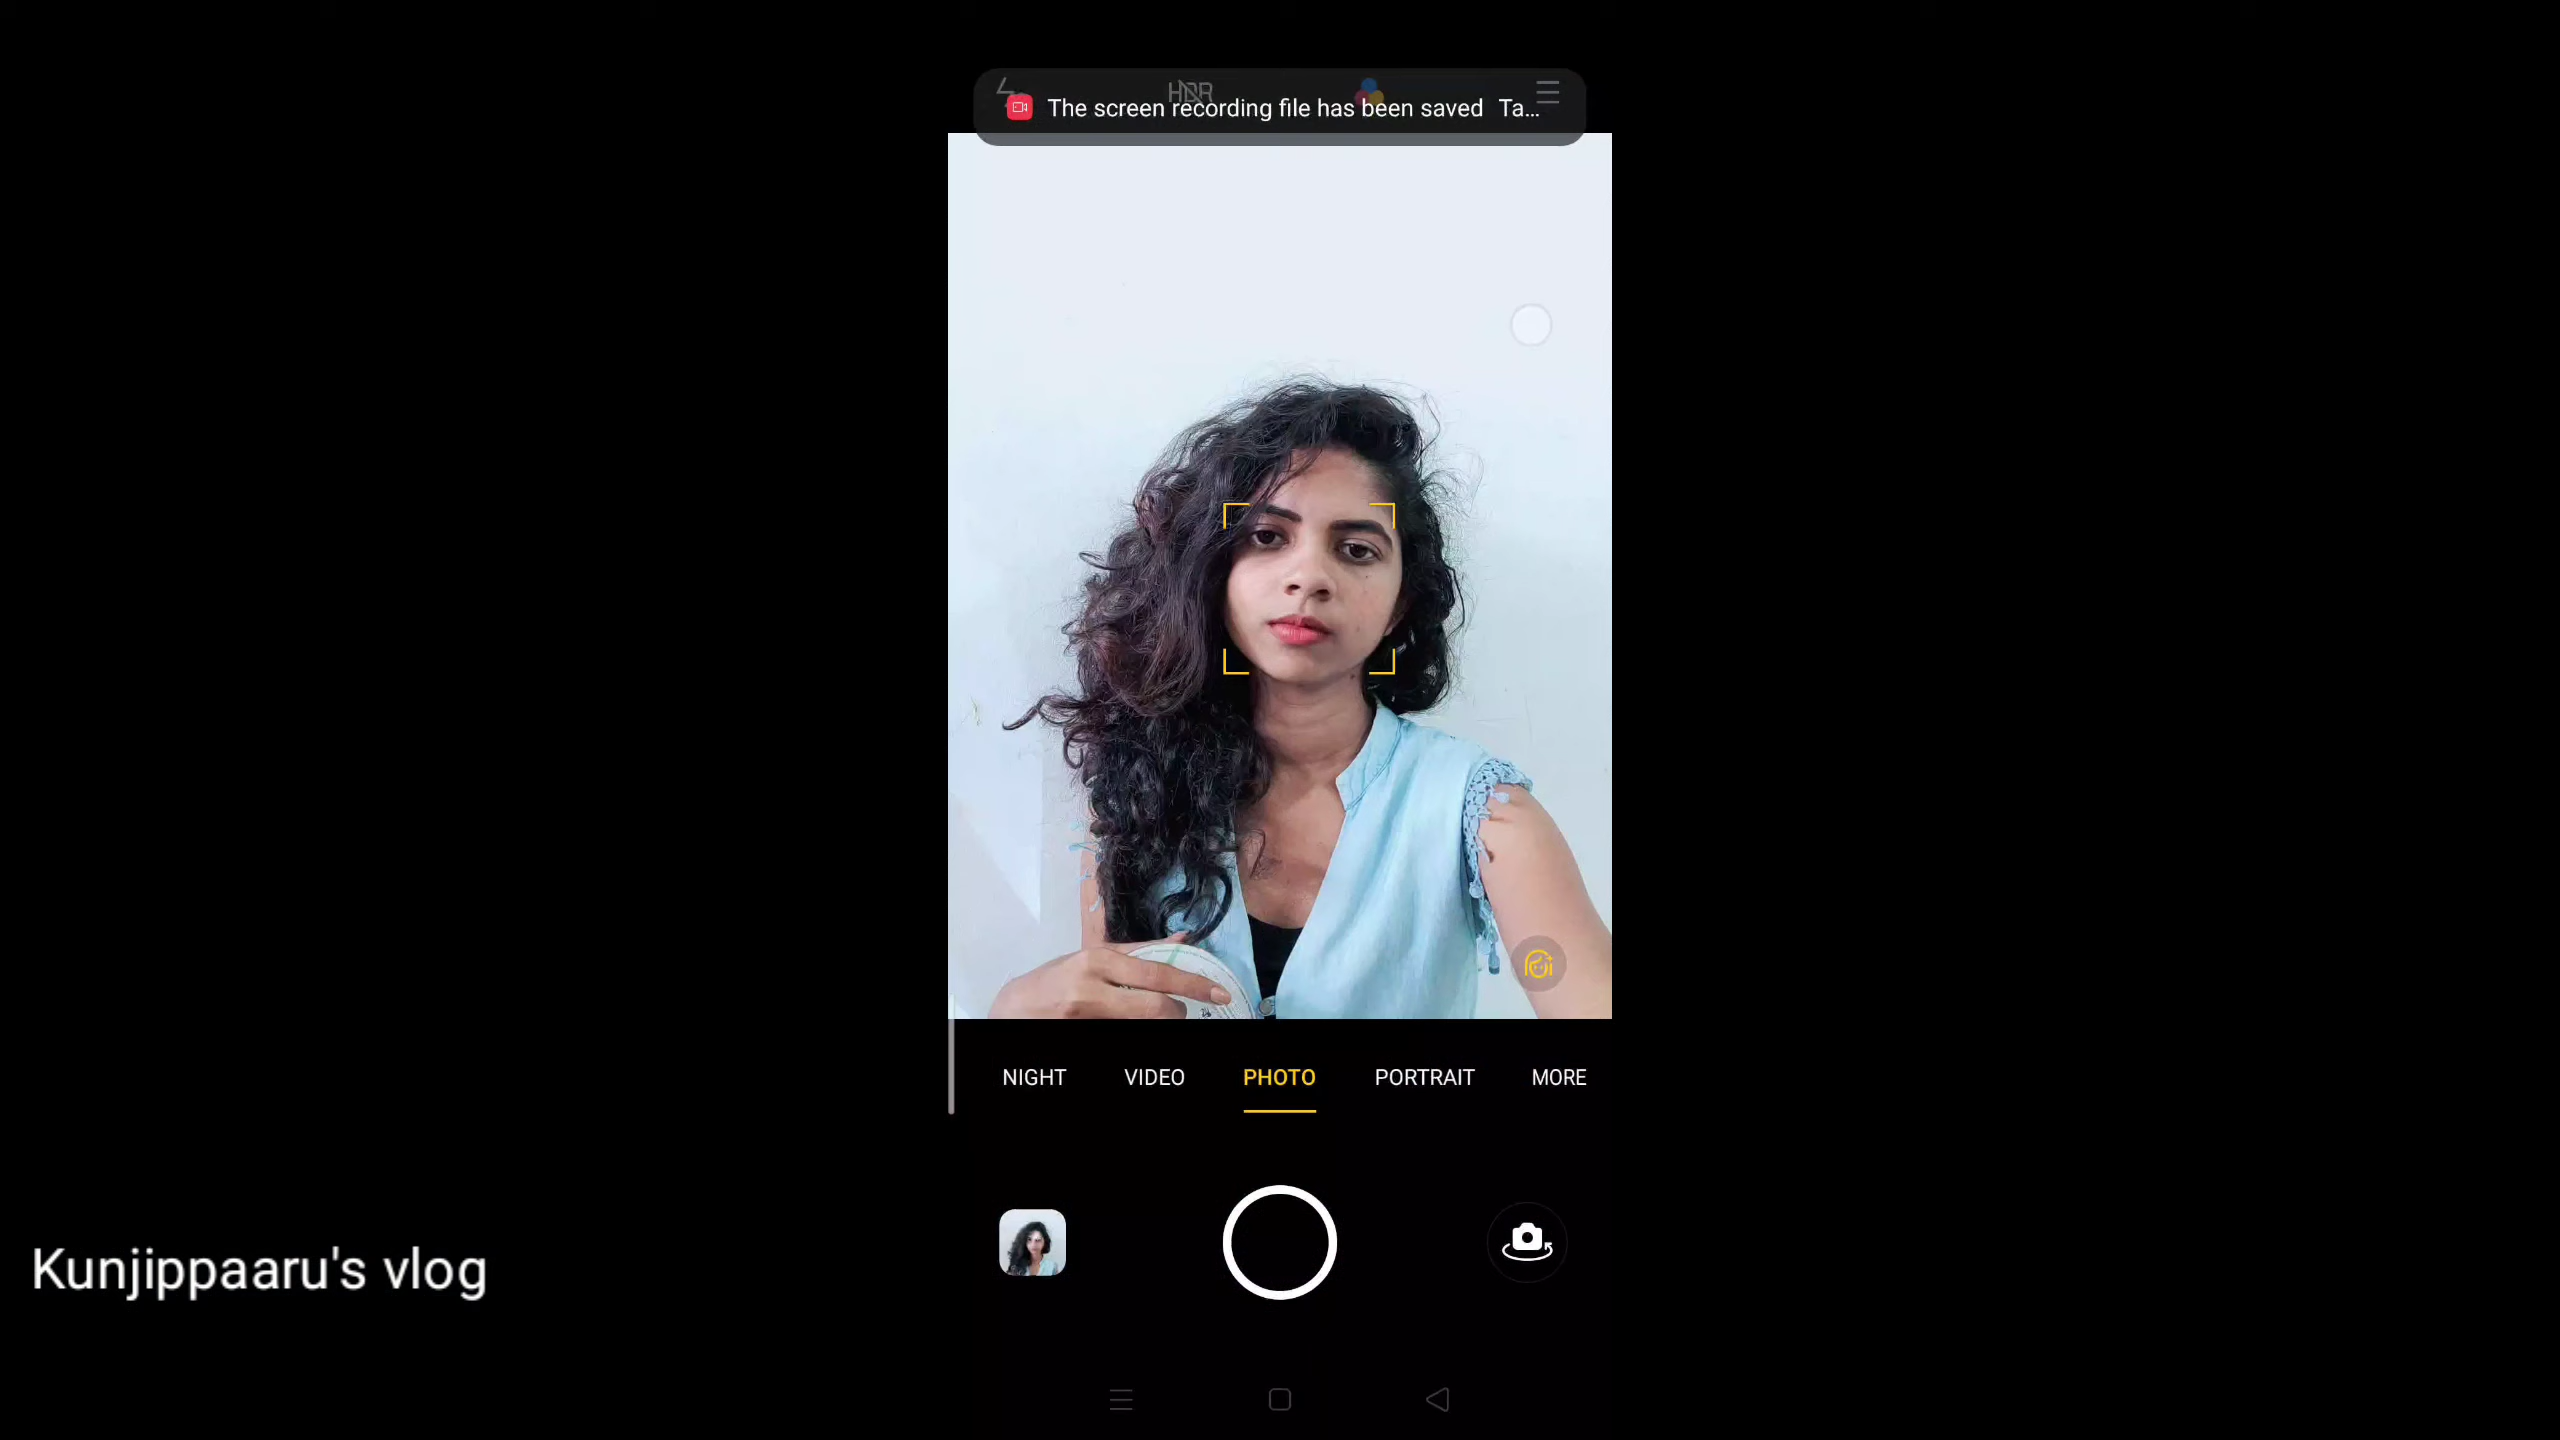 HDR
The screen recording file has been saved Ta...
NIGHT VIDEO PHOTO PORTRAIT MORE
Kunjippaaru's vlog